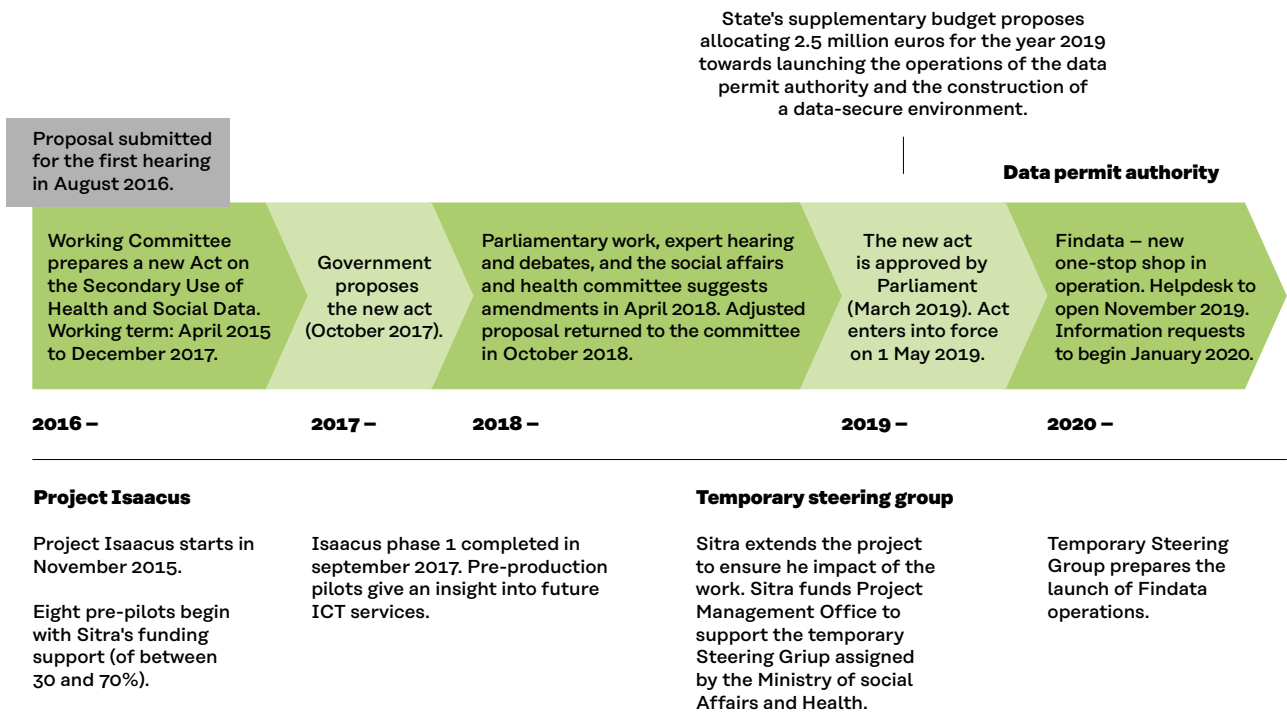 State's supplementary budget proposes
allocating 2.5 million euros for the year 2019
towards launching the operations of the data
permit authority and the construction of
a data-secure environment.
Proposal submitted
for the first hearing
in August 2016.
Data permit authority
Working Committee
prepares a new Act on
the Secondary Use of
Health and Social Data.
Working term: April 2015
to December 2017.
Government
proposes
the new act
(October 2017).
Parliamentary work, expert hearing
and debates, and the social affairs
and health committee suggests
amendments in April 2018. Adjusted
proposal returned to the committee
in October 2018.
The new act
is approved by
Parliament
(March 2019). Act
enters into force
on 1 May 2019.
Findata – new
one-stop shop in
operation. Helpdesk to
open November 2019.
Information requests
to begin January 2020.
2016 –
2017 –
2018 –
2019 –
2020 –
Project Isaacus
Project Isaacus starts in
November 2015.
Eight pre-pilots begin
with Sitra's funding
support (of between
30 and 70%).
Isaacus phase 1 completed in
september 2017. Pre-production
pilots give an insight into future
ICT services.
Temporary steering group
Sitra extends the project
to ensure he impact of the
work. Sitra funds Project
Management Office to
support the temporary
Steering Griup assigned
by the Ministry of social
Affairs and Health.
Temporary Steering
Group prepares the
launch of Findata
operations.